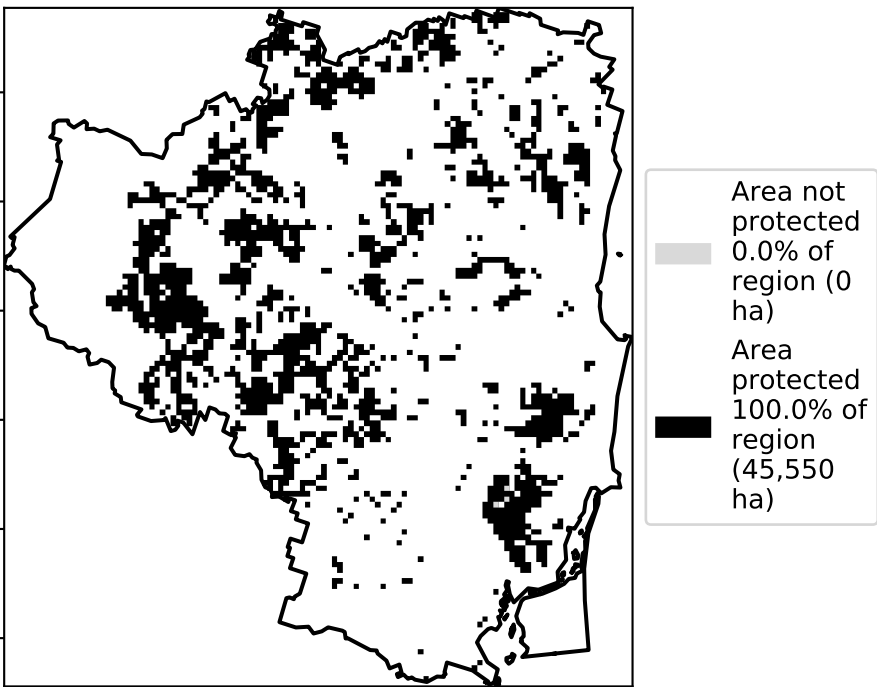 Area not
protected
0.0% of
region (0
ha)
Area
protected
100.0% of
region
(45,550
ha)